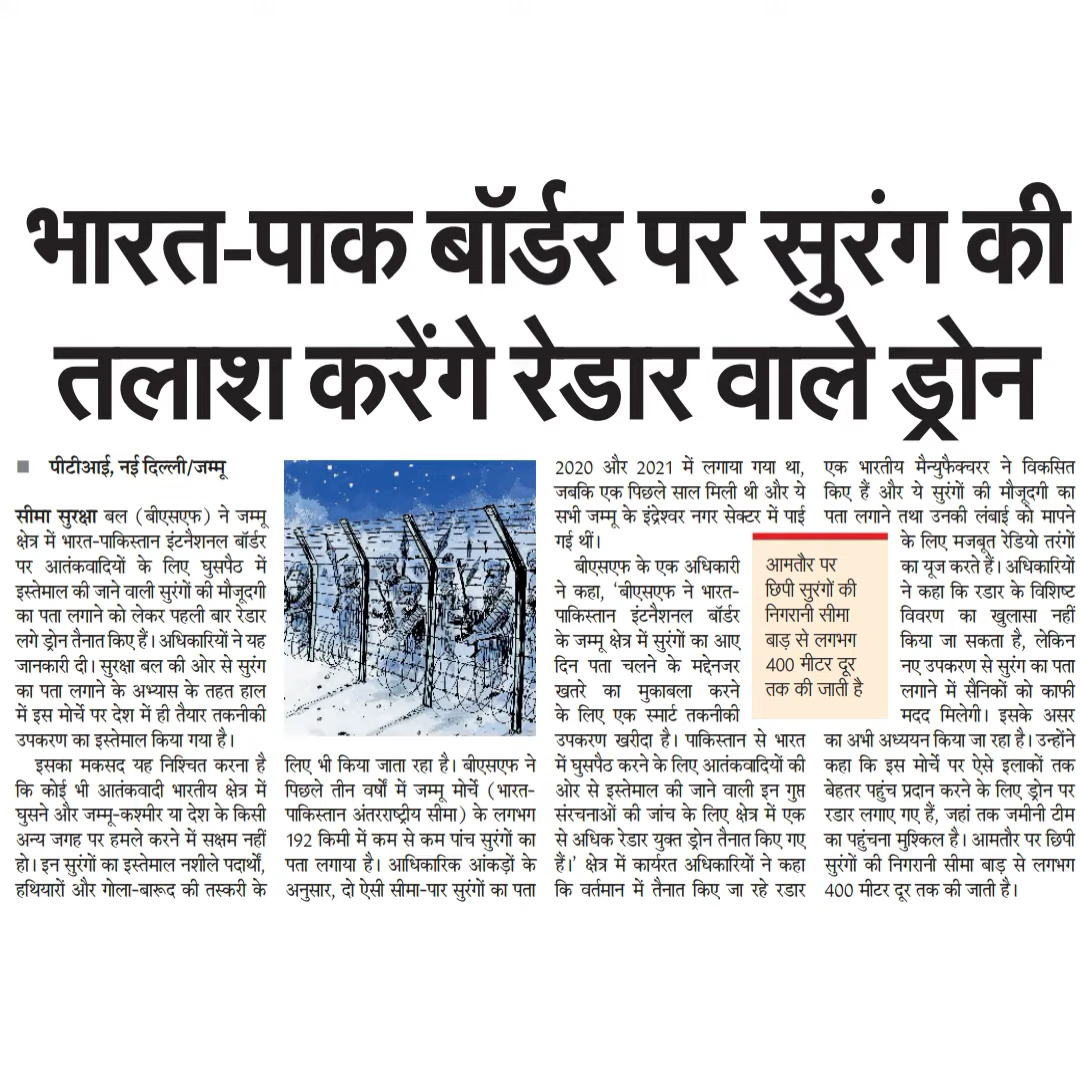 भारत-पाक बॉर्डर पर सुरंग की
तलाश करेंगे रेडार वाले ड्रोन
■ पीटीआई, नई दिल्ली/जम्मू
सीमा सुरक्षा बल (बीएसएफ) ने जम्मू
क्षेत्र में भारत-पाकिस्तान इंटनैशनल बॉर्डर
पर आतंकवादियों के लिए घुसपैठ में
इस्तेमाल की जाने वाली सुरंगों की मौजूदगी
का पता लगाने को लेकर पहली बार रेडार
लगे ड्रोन तैनात किए हैं। अधिकारियों ने यह
जानकारी दी। सुरक्षा बल की ओर से सुरंग
का पता लगाने के अभ्यास के तहत हाल
में इस मोर्चे पर देश में ही तैयार तकनीकी
उपकरण का इस्तेमाल किया गया है।
इसका मकसद यह निश्चित करना है
कि कोई भी आतंकवादी भारतीय क्षेत्र में
घुसने और जम्मू-कश्मीर या देश के किसी
अन्य जगह पर हमले करने में सक्षम नहीं
हो। इन सुरंगों का इस्तेमाल नशीले पदार्थों,
हथियारों और गोला-बारूद की तस्करी के
लिए भी किया जाता रहा है। बीएसएफ ने
पिछले तीन वर्षों में जम्मू मोर्चे (भारत-
पाकिस्तान अंतरराष्ट्रीय सीमा) के लगभग
192 किमी में कम से कम पांच सुरंगों का
पता लगाया है। आधिकारिक आंकड़ों के
अनुसार, दो ऐसी सीमा-पार सुरंगों का पता
2020 और 2021 में लगाया गया था,
जबकि एक पिछले साल मिली थी और ये
सभी जम्मू के इंद्रेश्वर नगर सेक्टर में पाई
गई थीं।
बीएसएफ के एक अधिकारी
ने कहा, 'बीएसएफ ने भारत-
पाकिस्तान इंटनैशनल बॉर्डर
के जम्मू क्षेत्र में सुरंगों का आए
दिन पता चलने के मद्देनजर
खतरे का मुकाबला करने
के लिए एक स्मार्ट तकनीकी
उपकरण खरीदा है। पाकिस्तान से भारत
में घुसपैठ करने के लिए आतंकवादियों की
ओर से इस्तेमाल की जाने वाली इन गुप्त
संरचनाओं की जांच के लिए क्षेत्र में एक
से अधिक रेडार युक्त ड्रोन तैनात किए गए
हैं।' क्षेत्र में कार्यरत अधिकारियों ने कहा
कि वर्तमान में तैनात किए जा रहे रडार
एक भारतीय मैन्युफैक्चरर ने विकसित
किए हैं और ये सुरंगों की मौजूदगी का
पता लगाने तथा उनकी लंबाई को मापने
के लिए मजबूत रेडियो तरंगों
का यूज करते हैं। अधिकारियों
ने कहा कि रडार के विशिष्ट
विवरण का खुलासा नहीं
किया जा सकता है, लेकिन
नए उपकरण से सुरंग का पता
लगाने में सैनिकों को काफी
मदद मिलेगी। इसके असर
का अभी अध्ययन किया जा रहा है। उन्होंने
कहा कि इस मोर्चे पर ऐसे इलाकों तक
बेहतर पहुंच प्रदान करने के लिए ड्रोन पर
रडार लगाए गए हैं, जहां तक जमीनी टीम
का पहुंचना मुश्किल है। आमतौर पर छिपी
सुरंगों की निगरानी सीमा बाड़ से लगभग
400 मीटर दूर तक की जाती है।
आमतौर पर
छिपी सुरंगों की
निगरानी सीमा
बाड़ से लगभग
400 मीटर दूर
तक की जाती है